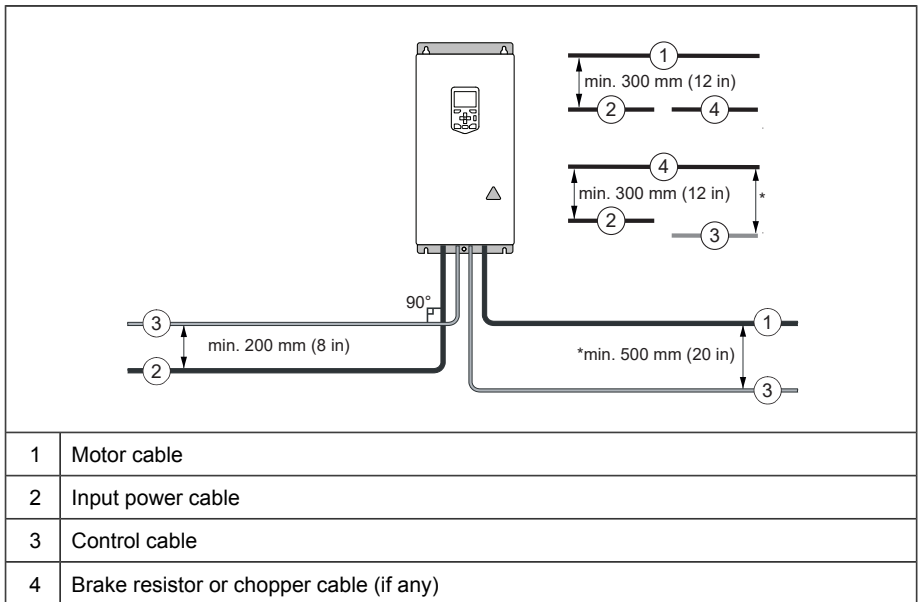 1
min. 300 mm (12 in)
2
4
4
min. 300 mm (12 in)
*
2
3
90°
3
1
min. 200 mm (8 in)
*min. 500 mm (20 in)
2
3
1 Motor cable
2 Input power cable
3 Control cable
4 Brake resistor or chopper cable (if any)